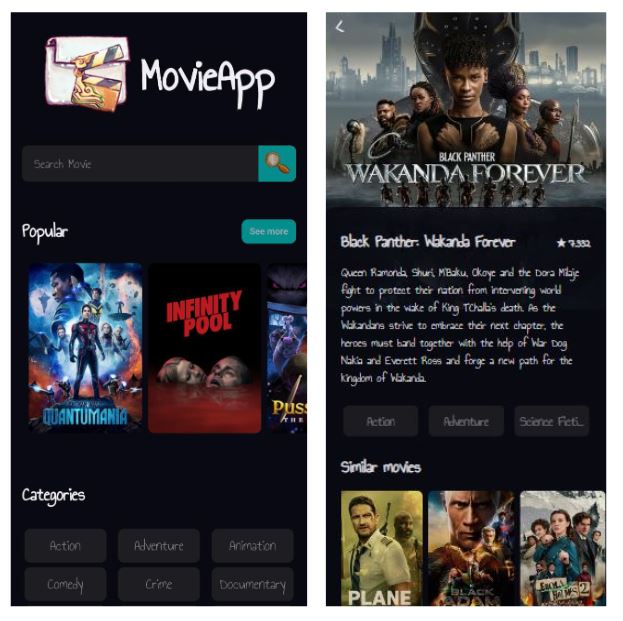 MovieApp
Search Movie
Popular
See more
QUANTUMANIA
INFINITY
POOL
Puss
THE
Categories
Action
Adventure
Animation
Comedy
Crime
Documentary
BLACK PANTHER
WAKANDA FOREVER
Black Panther: Wakanda Forever
★ 7.332
Queen Ramonda, Shuri, M'Baku, Okoye and the Dora Milaje
fight to protect their nation from intervening world
powers in the wake of King T'Challa's death. As the
Wakandans strive to embrace their next chapter, the
heroes must band together with the help of War Dog
Nakia and Everett Ross and forge a new path for the
kingdom of Wakanda.
Action
Adventure
Science Ficti...
Similar movies
PLANE
BLACK
ADAM
ENOLA
HOLMES 2